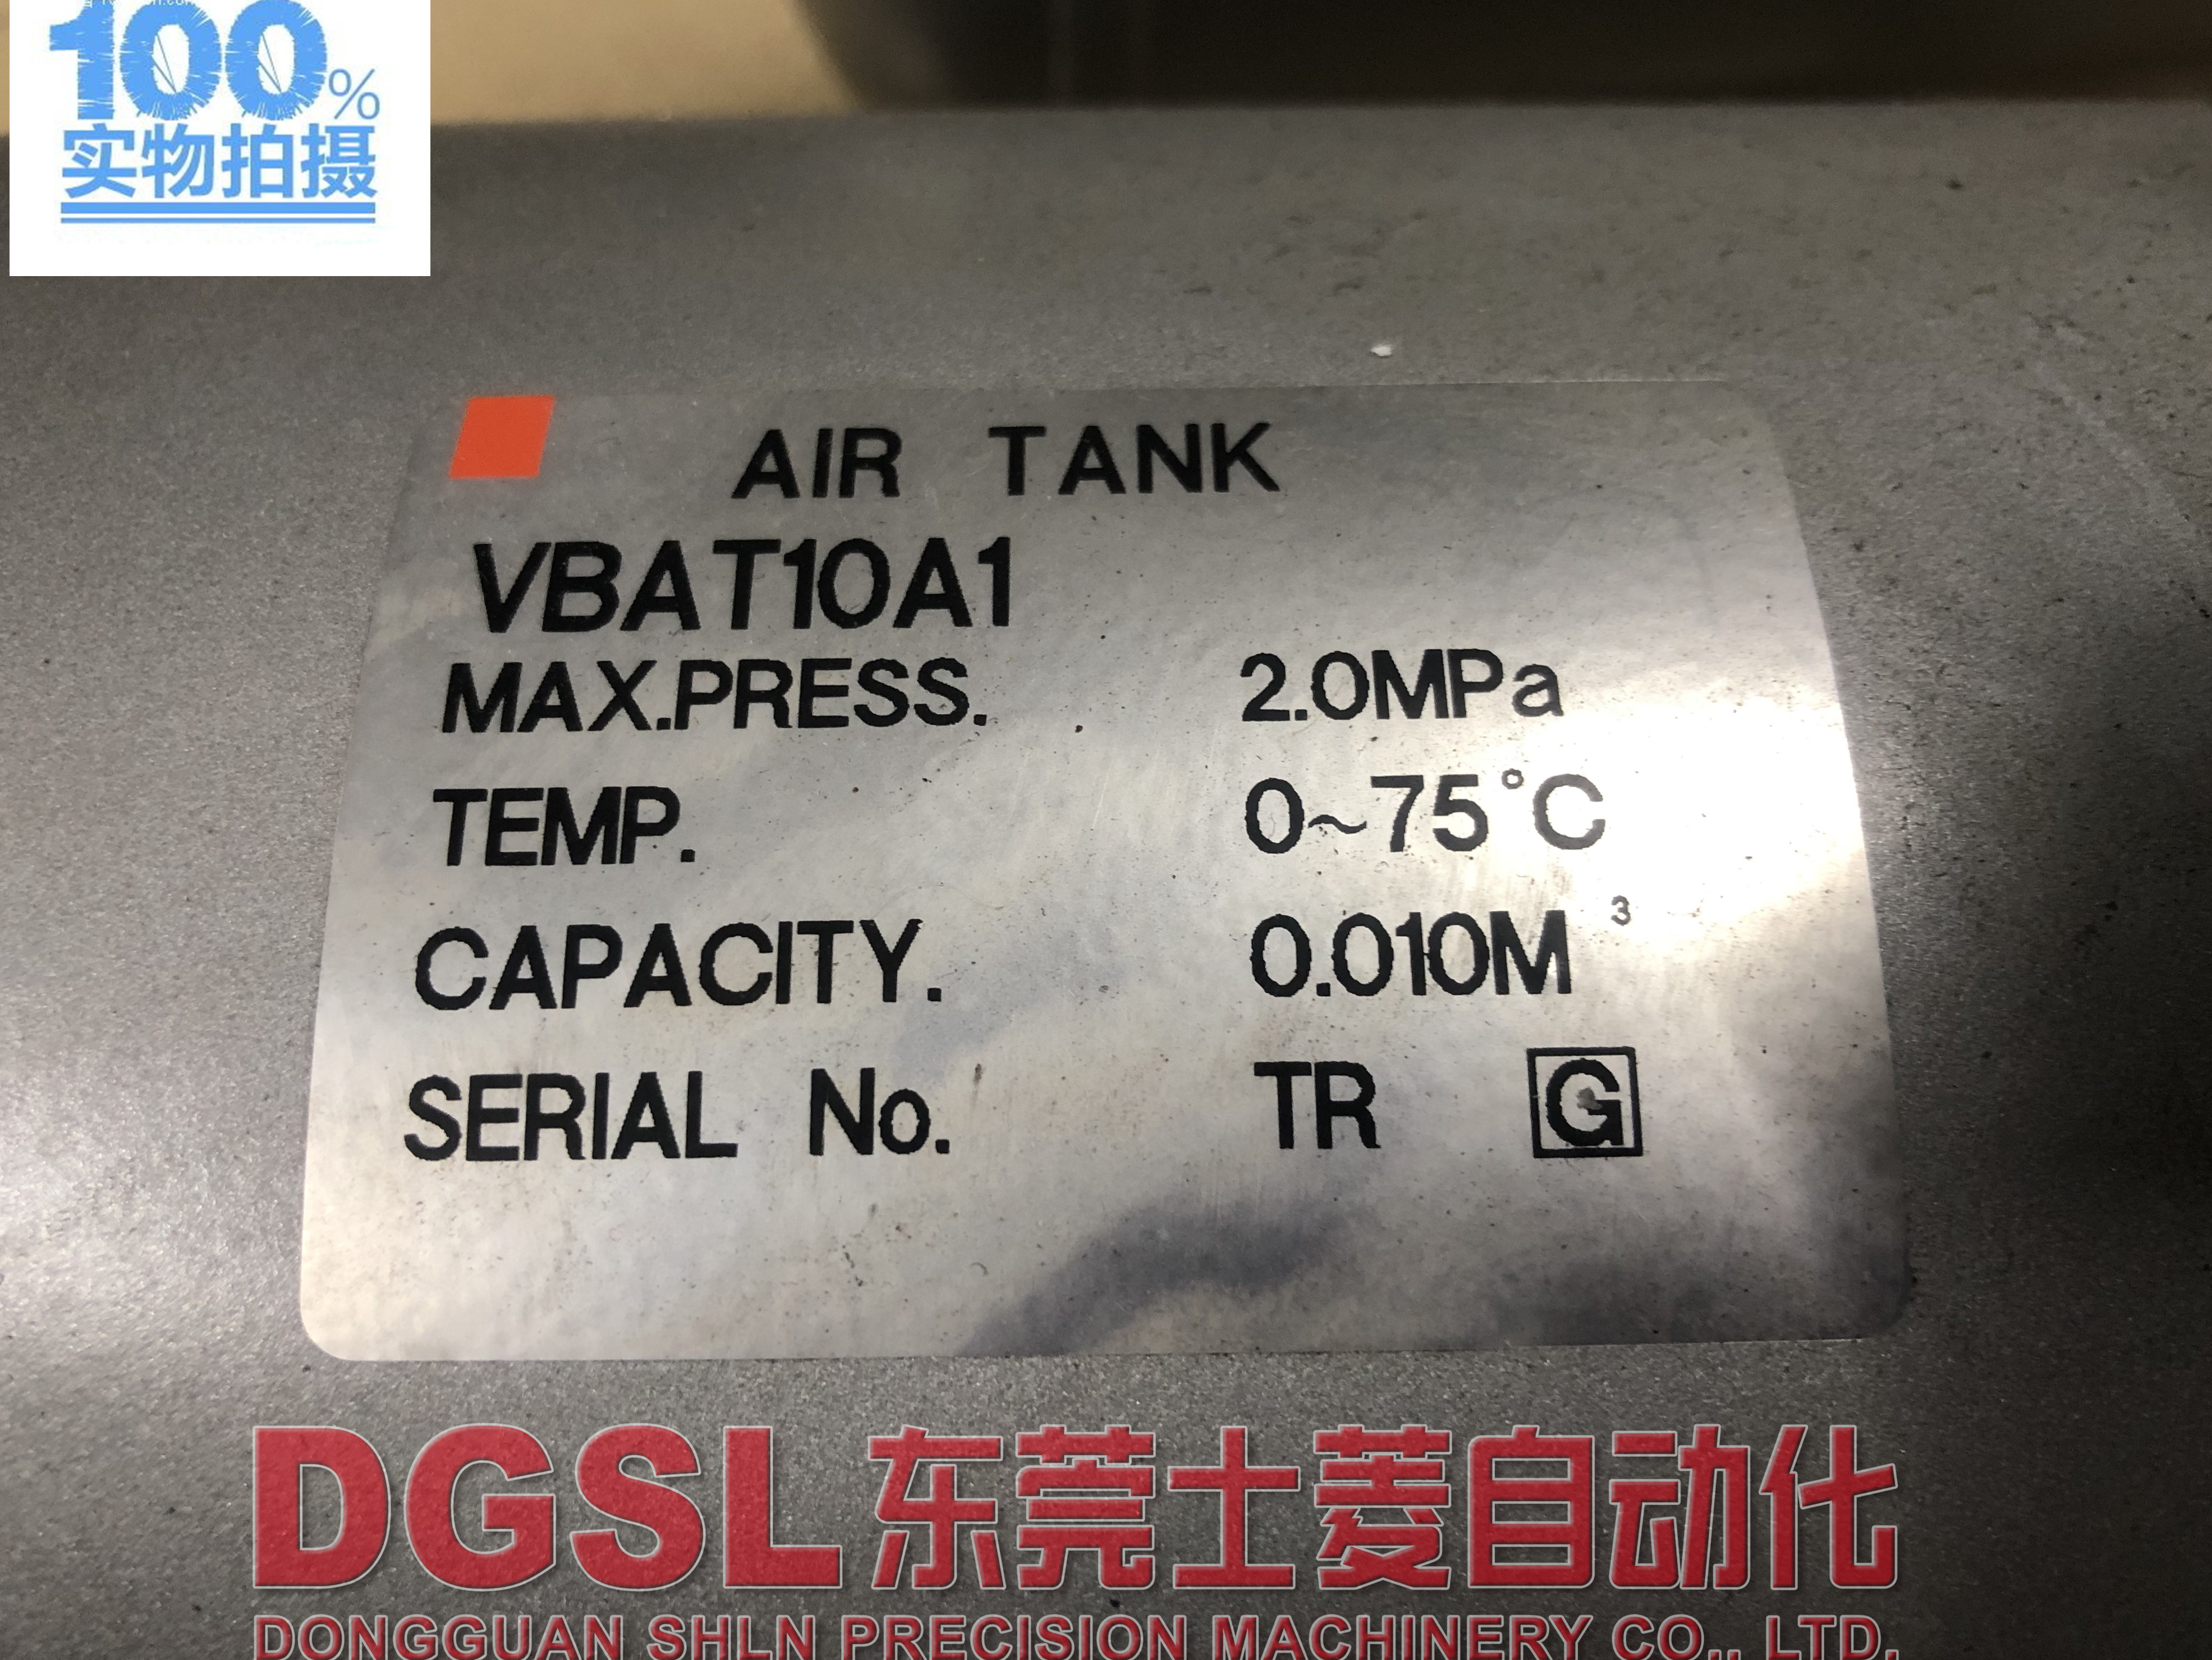 100%
实物拍摄
AIR TANK
VBAT10A1
MAX.PRESS. 2.0MPa
TEMP. 0~75°C
CAPACITY. 0.010M³
SERIAL No. TR G
DGSL 东莞士菱自动化
DONGGUAN SHLN PRECISION MACHINERY CO., LTD.